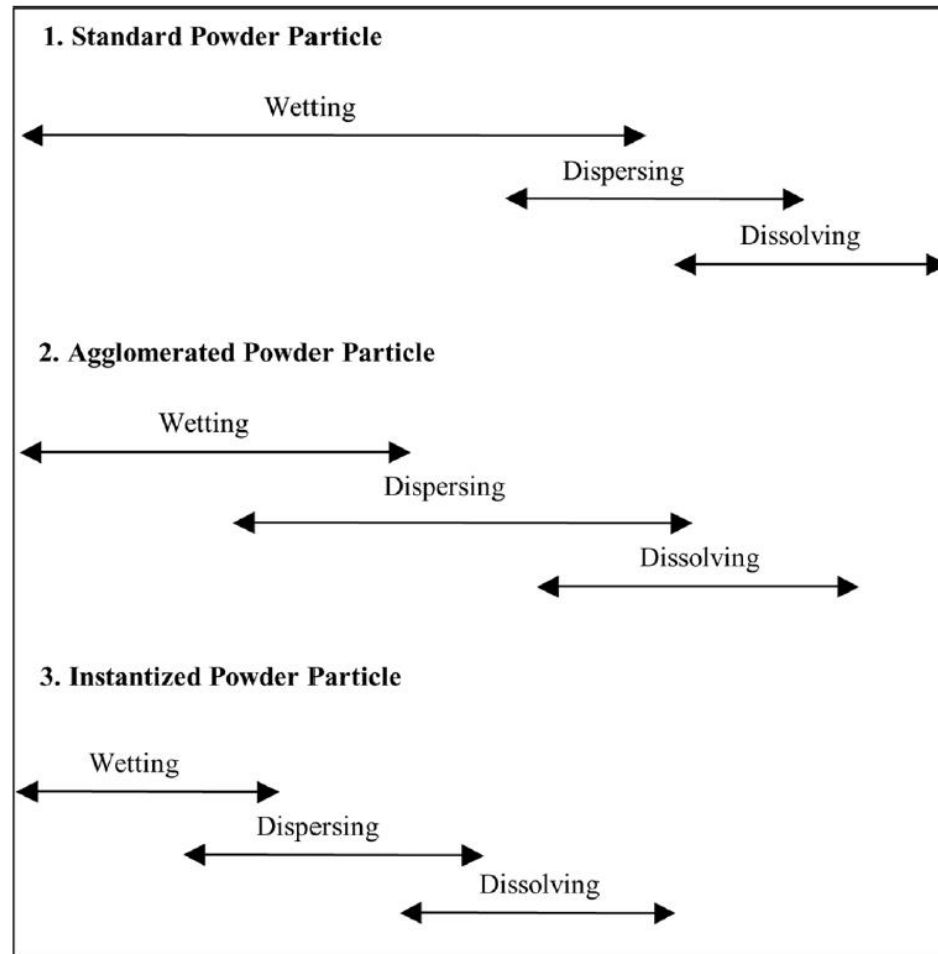 1. Standard Powder Particle
Wetting
Dispersing
Dissolving
2. Agglomerated Powder Particle
Wetting
Dispersing
Dissolving
3. Instantized Powder Particle
Wetting
Dispersing
Dissolving